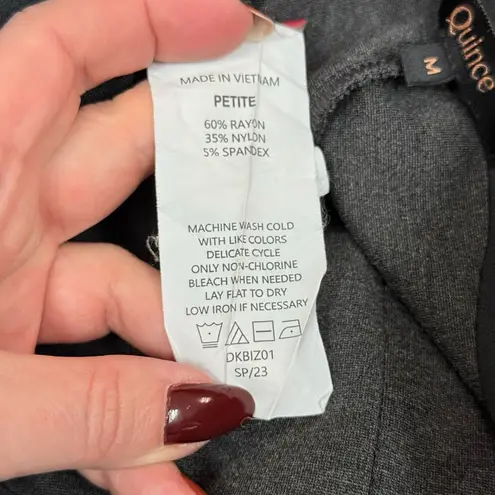 MADE IN VIETNAM
PETITE
60% RAYON
35% NYLON
5% SPANDEX
MACHINE WASH COLD
WITH LIKE COLORS
DELICATE CYCLE
ONLY NON-CHLORINE
BLEACH WHEN NEEDED
LAY FLAT TO DRY
LOW IRON IF NECESSARY
DKBIZ01
SP/23
M
Quince